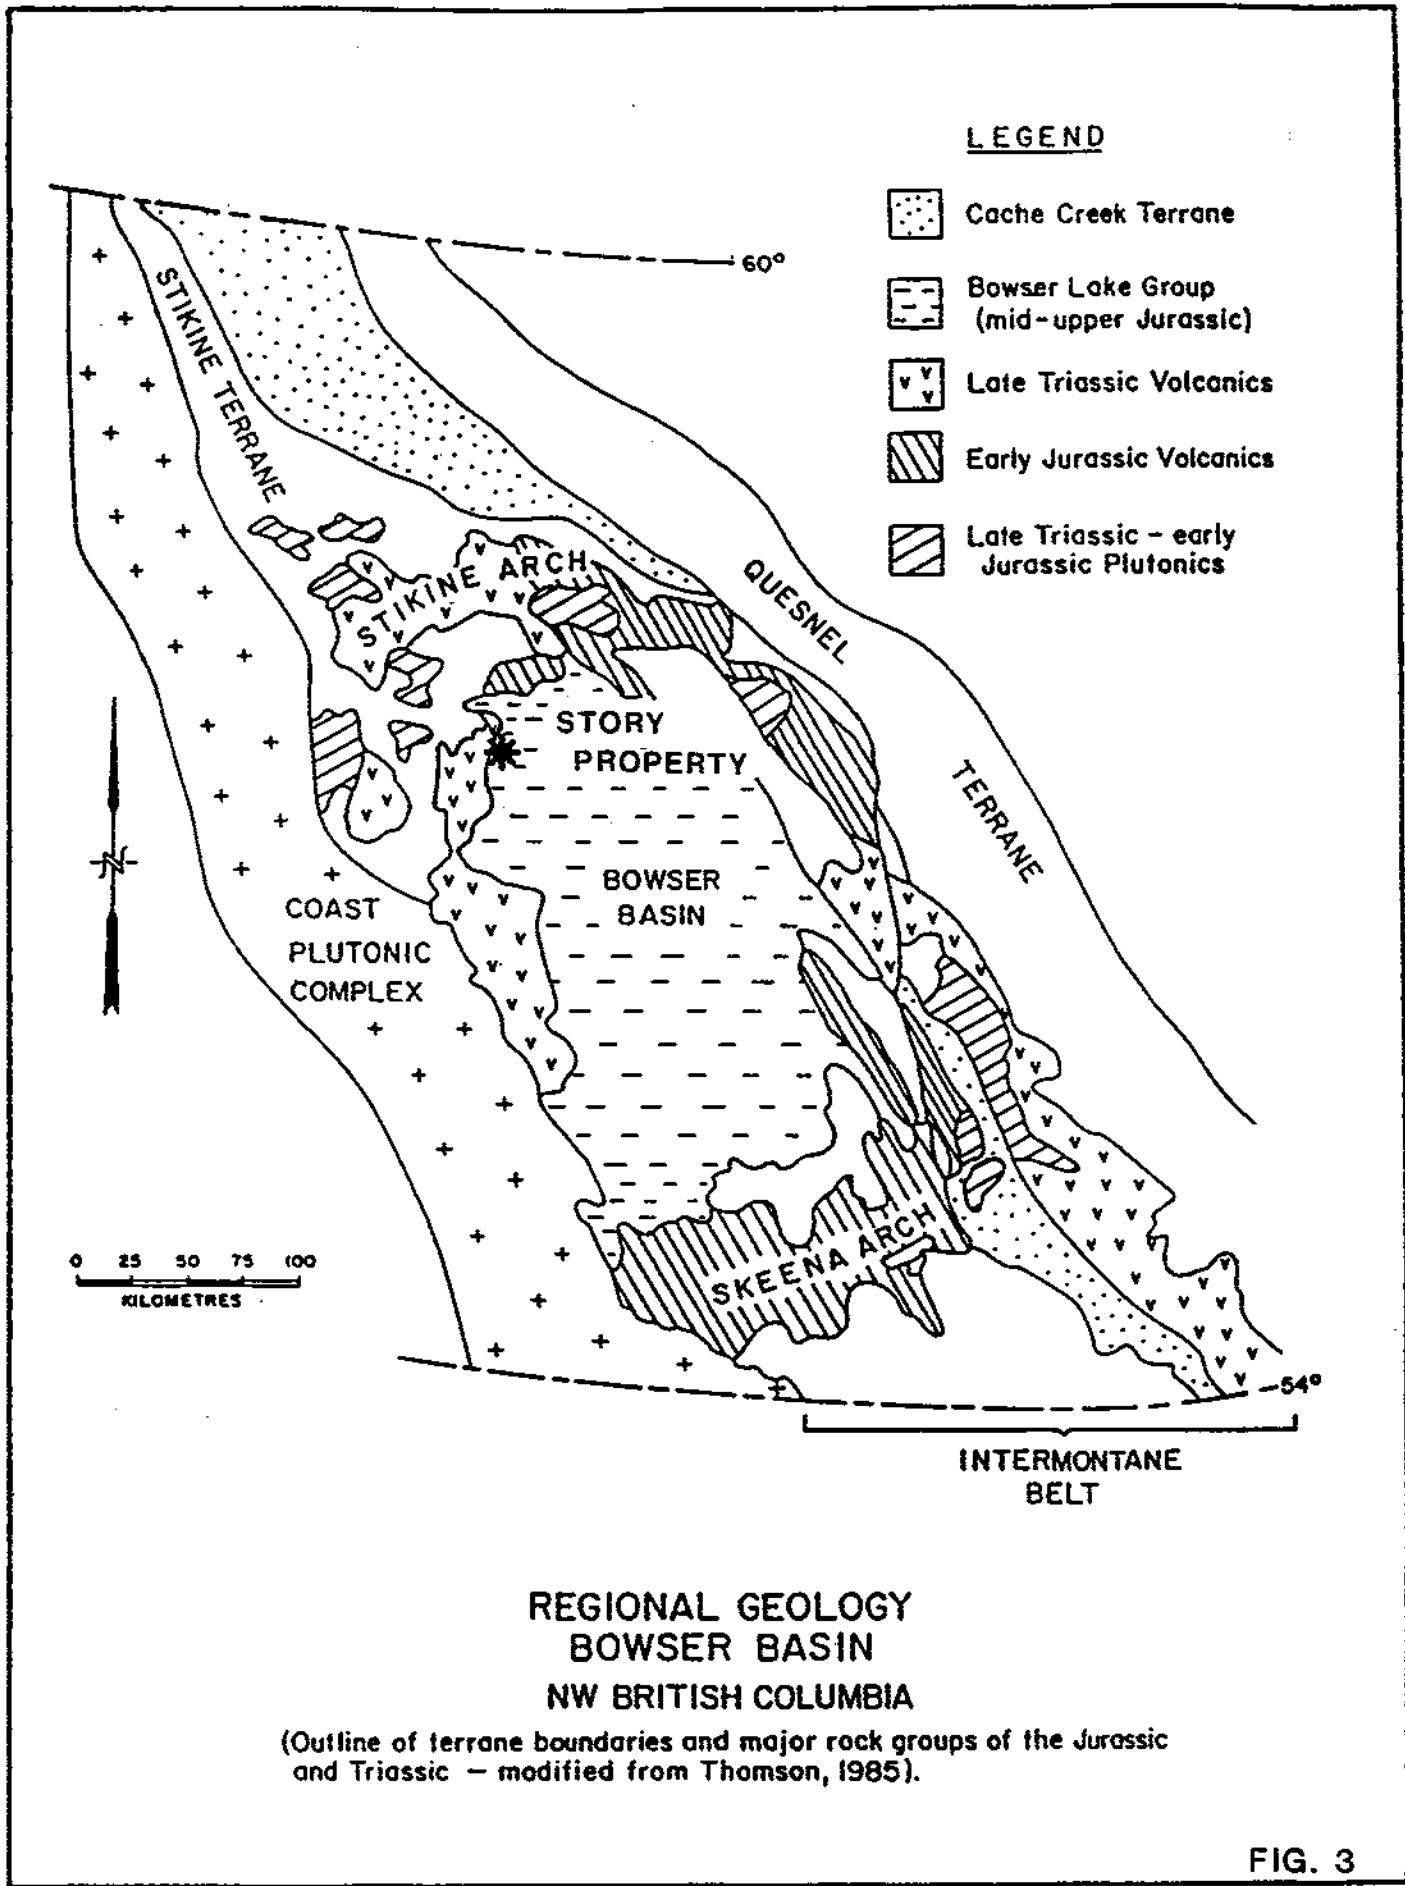 LEGEND
Cache Creek Terrane
Bowser Lake Group
(mid-upper Jurassic)
Late Triassic Volcanics
Early Jurassic Volcanics
Late Triassic - early
Jurassic Plutonics
60°
STIKINE TERRANE
STIKINE ARCH
QUESNEL
TERRANE
STORY
PROPERTY
BOWSER
BASIN
N
COAST
PLUTONIC
COMPLEX
SKEENA ARCH
0 25 50 75 100
KILOMETRES
54°
INTERMONTANE
BELT
REGIONAL GEOLOGY
BOWSER BASIN
NW BRITISH COLUMBIA
(Outline of terrane boundaries and major rock groups of the Jurassic
and Triassic – modified from Thomson, 1985).
FIG. 3